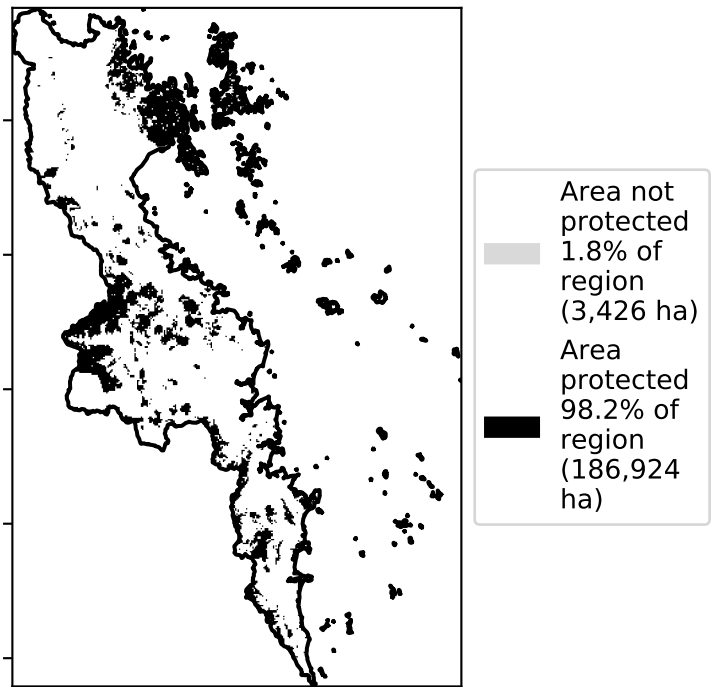 Area not
protected
1.8% of
region
(3,426 ha)
Area
protected
98.2% of
region
(186,924
ha)